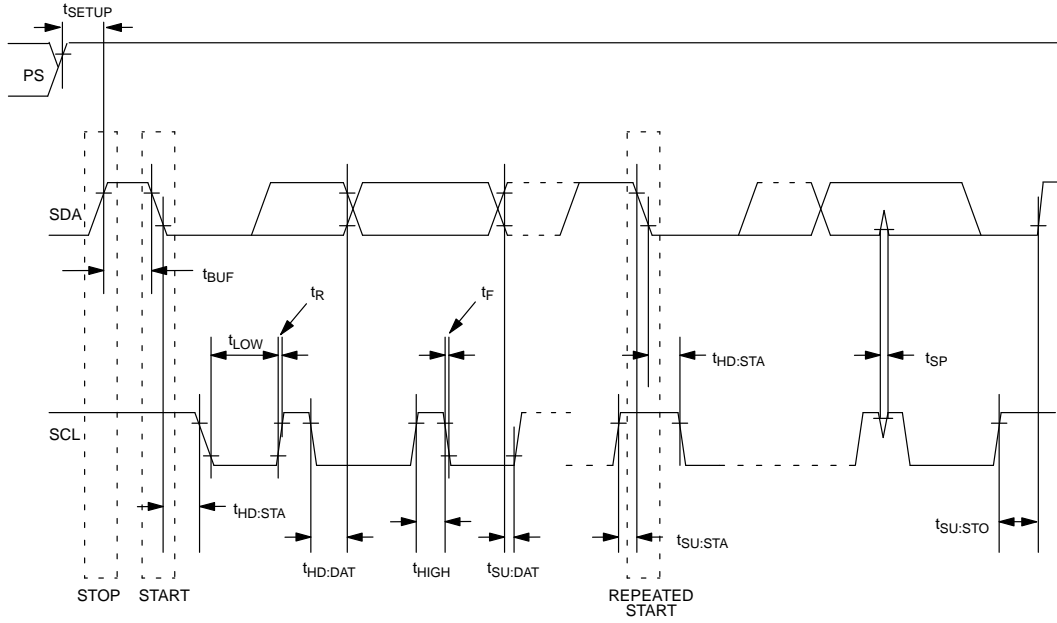 tSETUP
PS
SDA
tBUF
tR
tF
tLOW
tHD:STA
tSP
SCL
tHD:STA
tSU:STA
tSU:STO
tHD:DAT
tHIGH
tSU:DAT
STOP
START
REPEATED
START